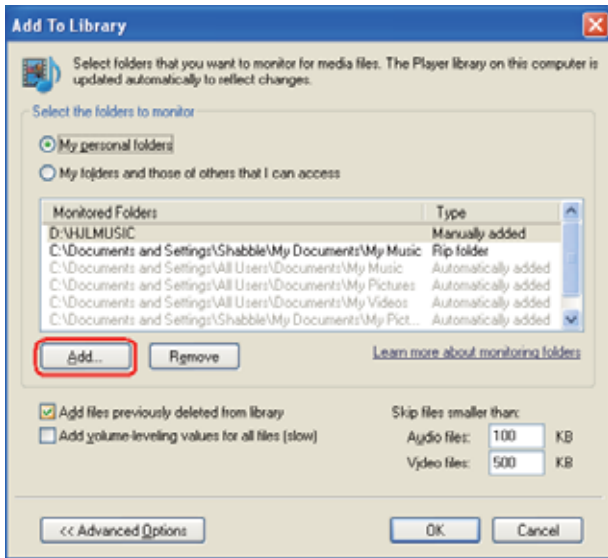 Add To Library
Select folders that you want to monitor for media files. The Player library on this computer is
updated automatically to reflect changes.
Select the folders to monitor
My personal folders
My folders and those of others that I can access
Monitored Folders Type
D:\HJLMUSIC Manually added
C:\Documents and Settings\Shabble\My Documents\My Music Rip folder
C:\Documents and Settings\All Users\Documents\My Music Automatically added
C:\Documents and Settings\All Users\Documents\My Pictures Automatically added
C:\Documents and Settings\All Users\Documents\My Videos Automatically added
C:\Documents and Settings\Shabble\My Documents\My Pict... Automatically added
Add... Remove Learn more about monitoring folders
Add files previously deleted from library Skip files smaller than:
Add volume-leveling values for all files (slow) Audio files: 100 KB
Video files: 500 KB
<< Advanced Options OK Cancel